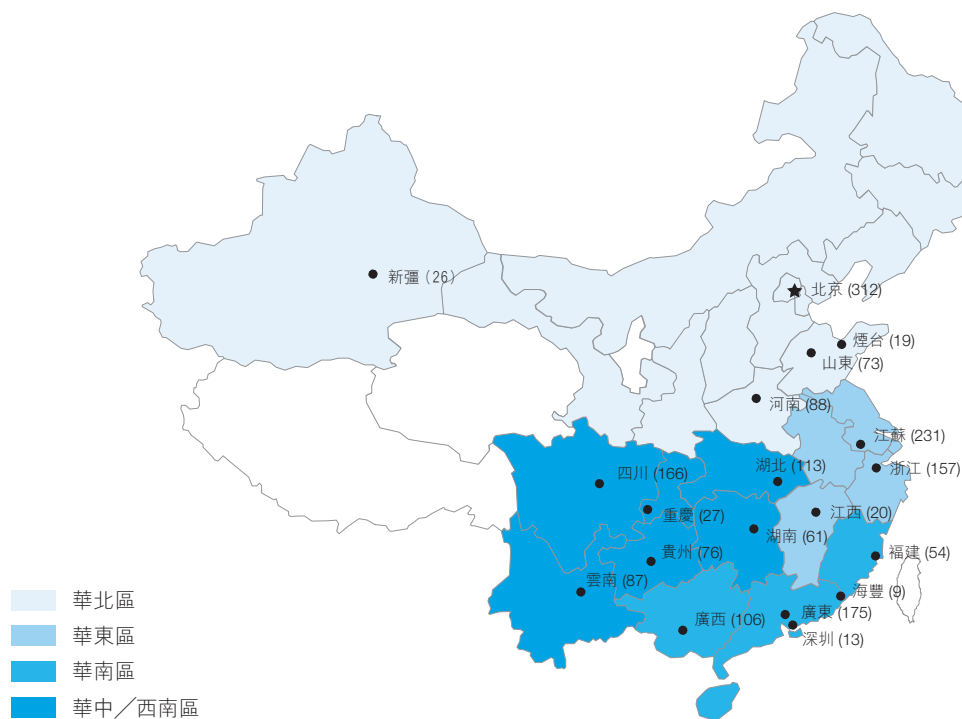 新彊 (26)
北京 (312)
煙台 (19)
山東 (73)
河南 (88)
江蘇 (231)
浙江 (157)
湖北 (113)
四川 (166)
重慶 (27)
江西 (20)
湖南 (61)
貴州 (76)
福建 (54)
雲南 (87)
海豐 (9)
廣東 (175)
廣西 (106)
深圳 (13)
華北區
華東區
華南區
華中／西南區